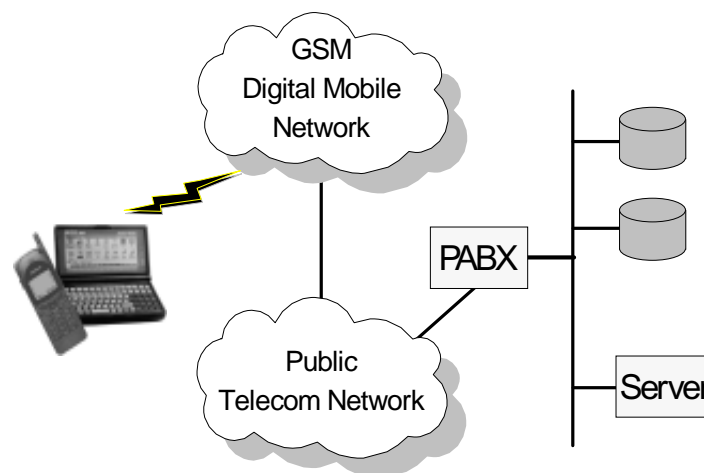 GSM
Digital Mobile
Network
PABX
Public
Telecom Network
Server